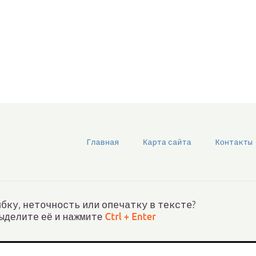 Главная Карта сайта Контакты
бку, неточность или опечатку в тексте?
ыделите её и нажмите Ctrl + Enter